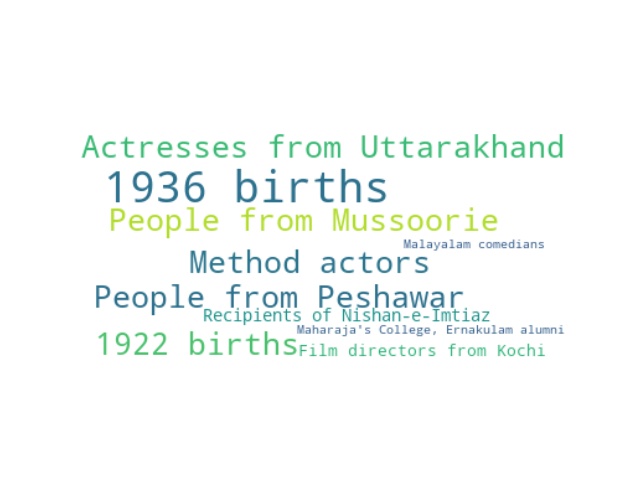 Actresses from Uttarakhand
1936 births
People from Mussoorie
Malayalam comedians
Method actors
People from Peshawar
Recipients of Nishan-e-Imtiaz
Maharaja's College, Ernakulam alumni
1922 births
Film directors from Kochi